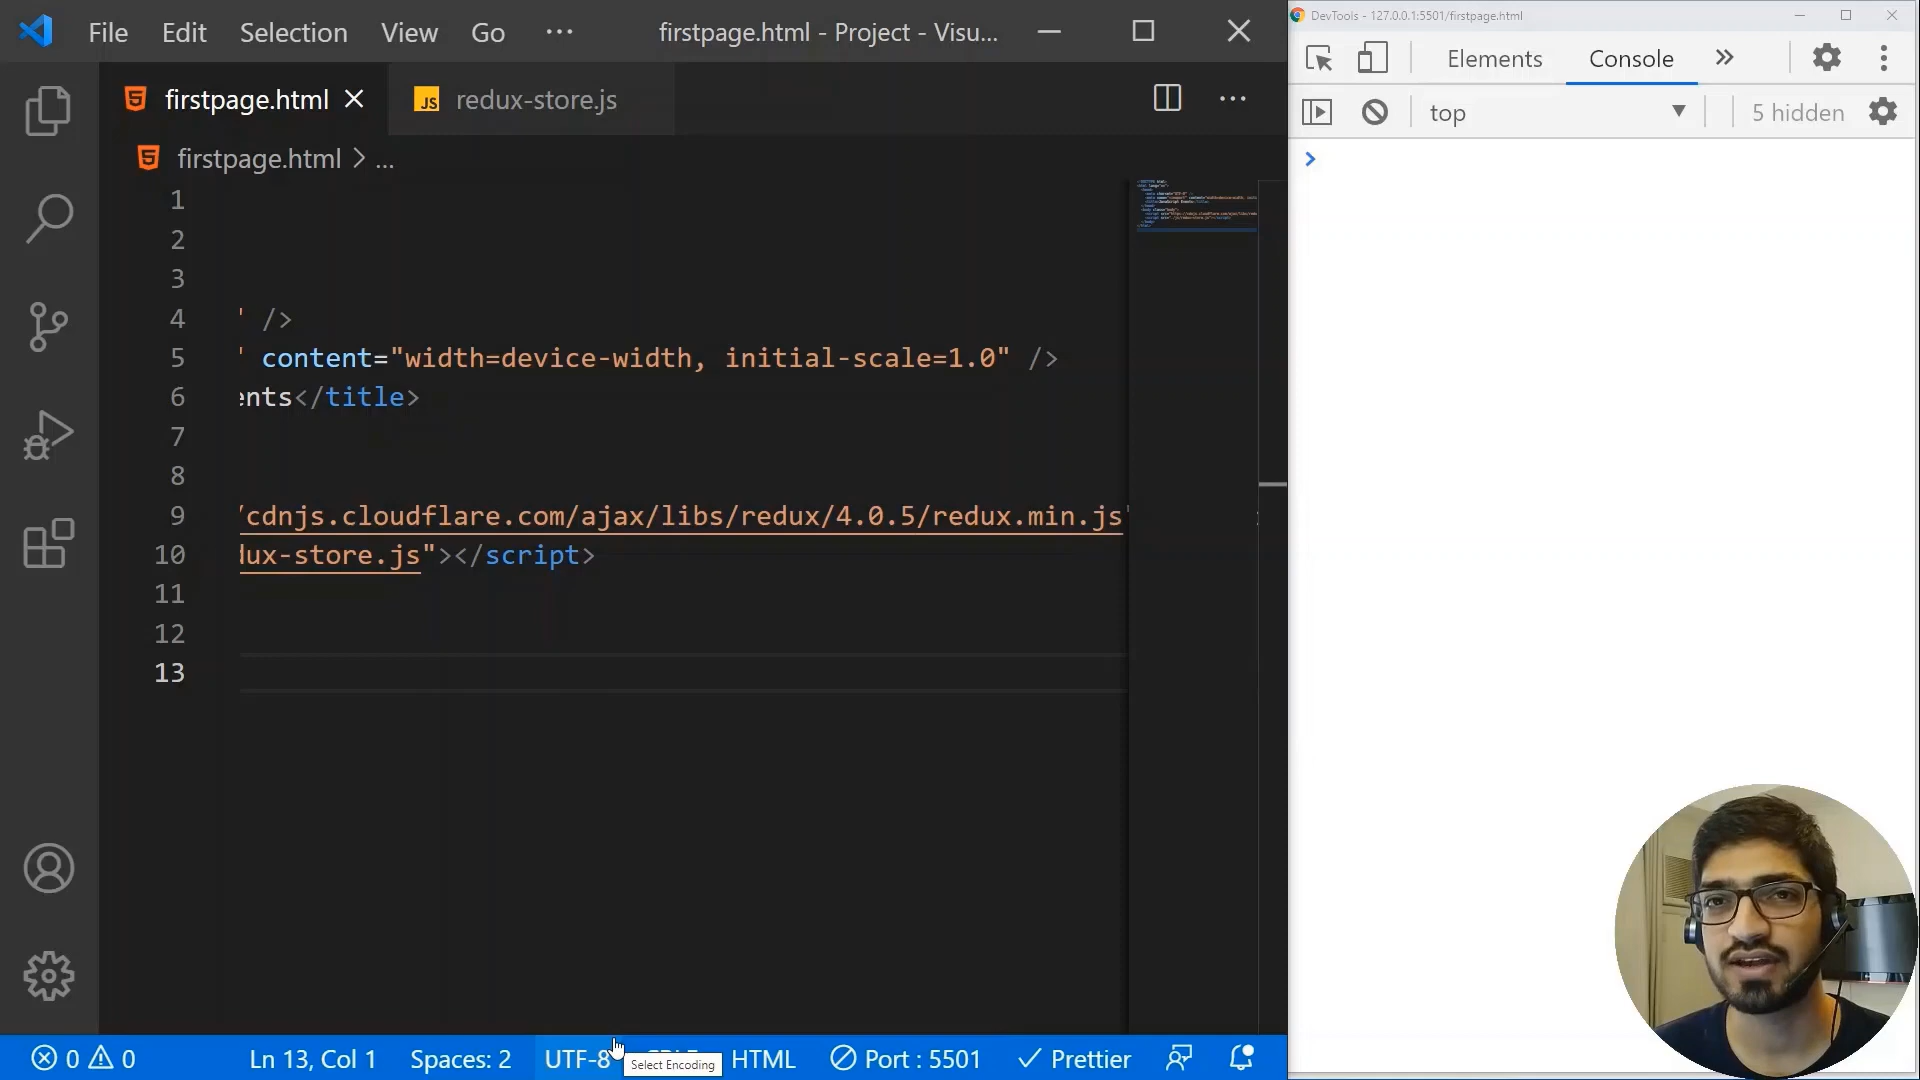 File Edit Selection View Go ··· firstpage.html - Project - Visu...
firstpage.html redux-store.js ···
firstpage.html > ...
1
2
3
4 " />
5 " content="width=device-width, initial-scale=1.0" />
6 ents</title>
7
8
9 /cdnjs.cloudflare.com/ajax/libs/redux/4.0.5/redux.min.js"
10 dux-store.js"></script>
11
12
13
0 0 Ln 13, Col 1 Spaces: 2 UTF-8 HTML Port : 5501 Prettier
Select Encoding
DevTools - 127.0.0.1:5501/firstpage.html
Elements Console »
top ▼ 5 hidden
>